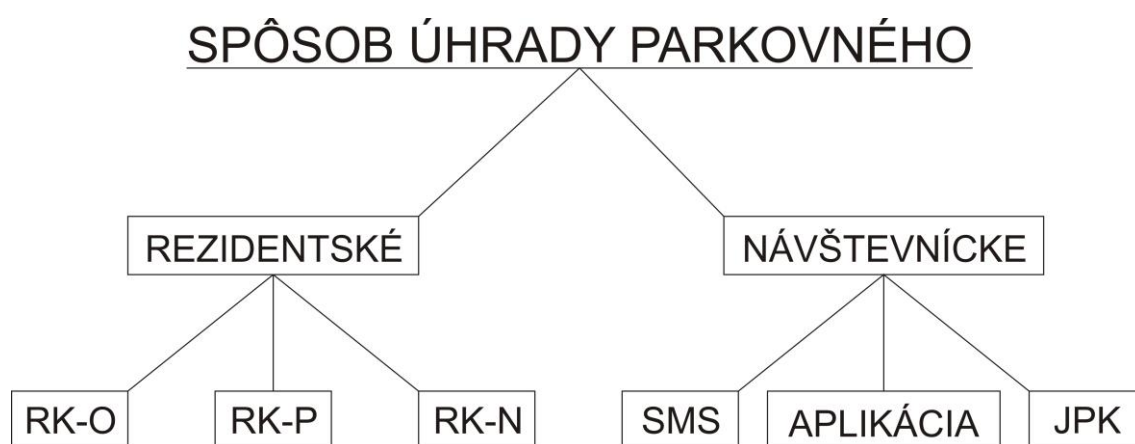 SPÔSOB ÚHRADY PARKOVNÉHO
REZIDENTSKÉ
NÁVŠTEVNÍCKE
RK-O
RK-P
RK-N
SMS
APLIKÁCIA
JPK